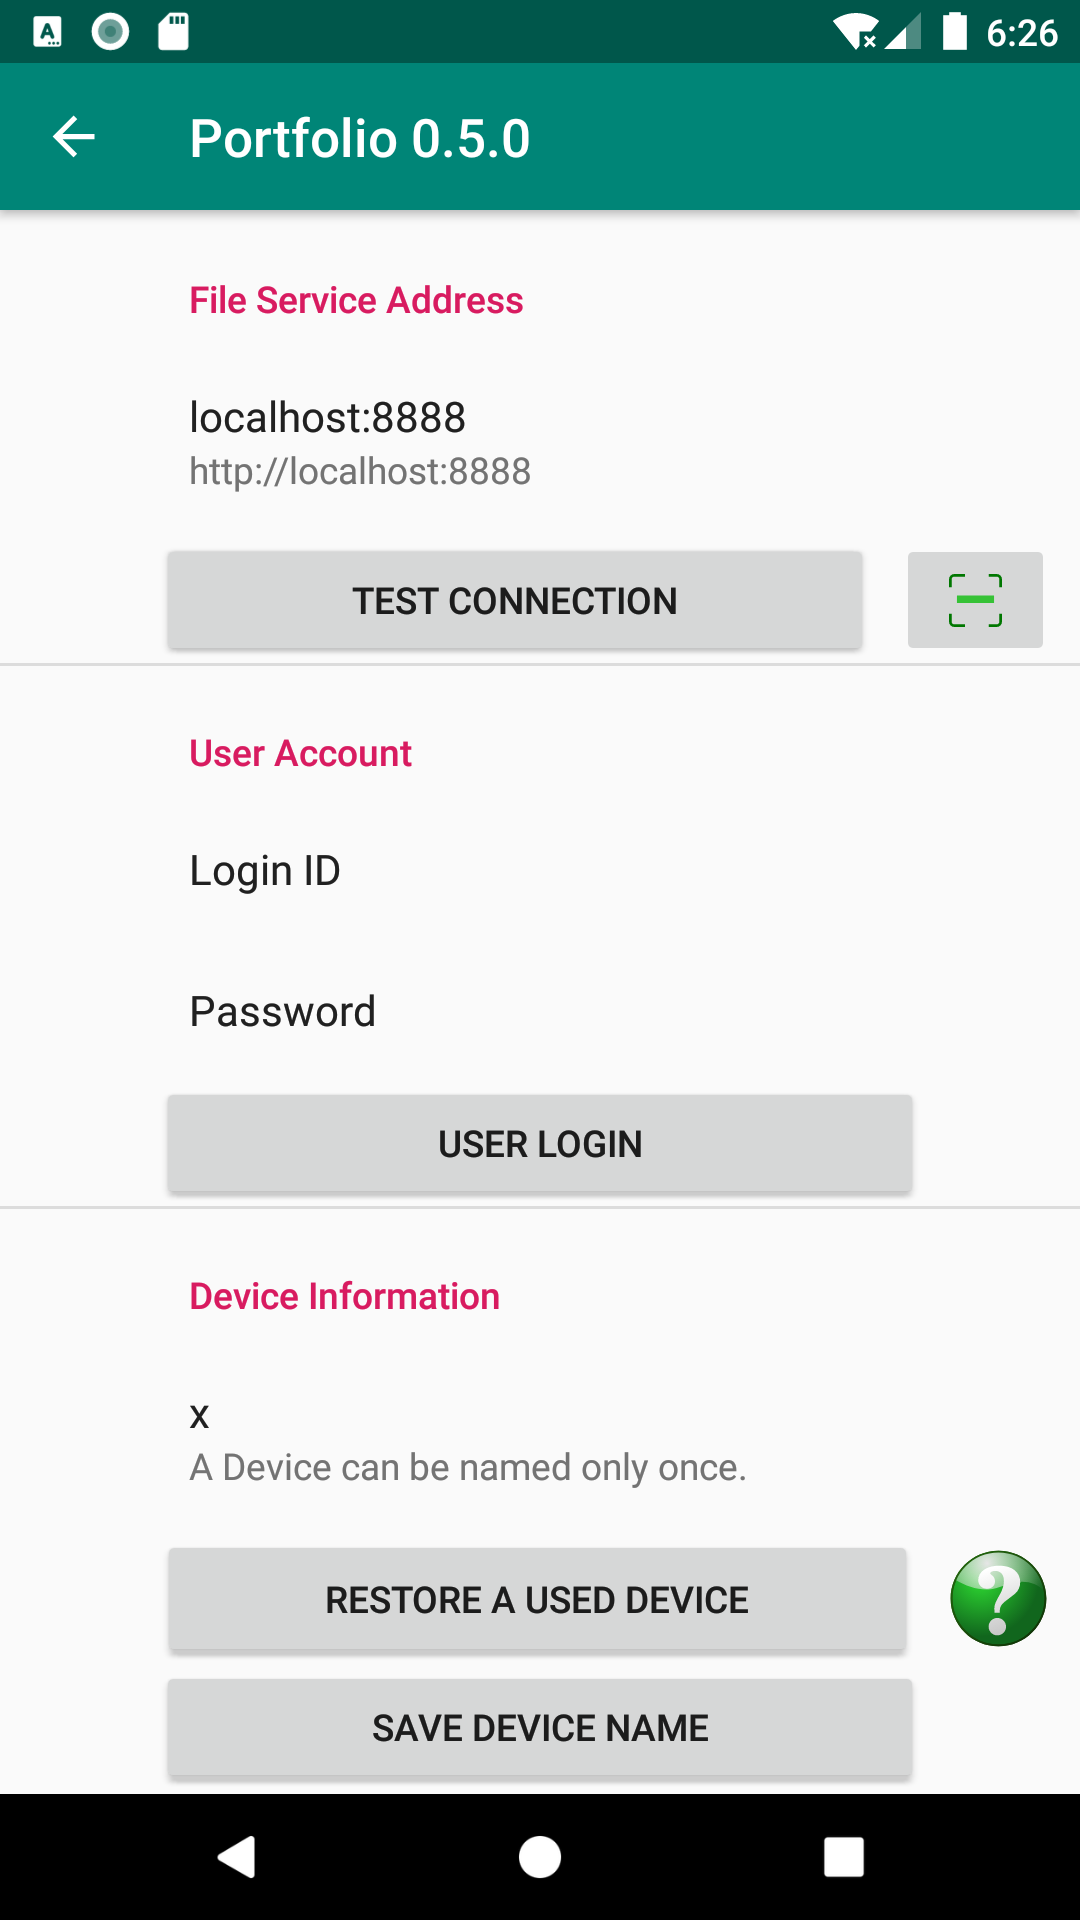 6:26
Portfolio 0.5.0
File Service Address
localhost:8888
http://localhost:8888
TEST CONNECTION
User Account
Login ID
Password
USER LOGIN
Device Information
x
A Device can be named only once.
RESTORE A USED DEVICE
SAVE DEVICE NAME